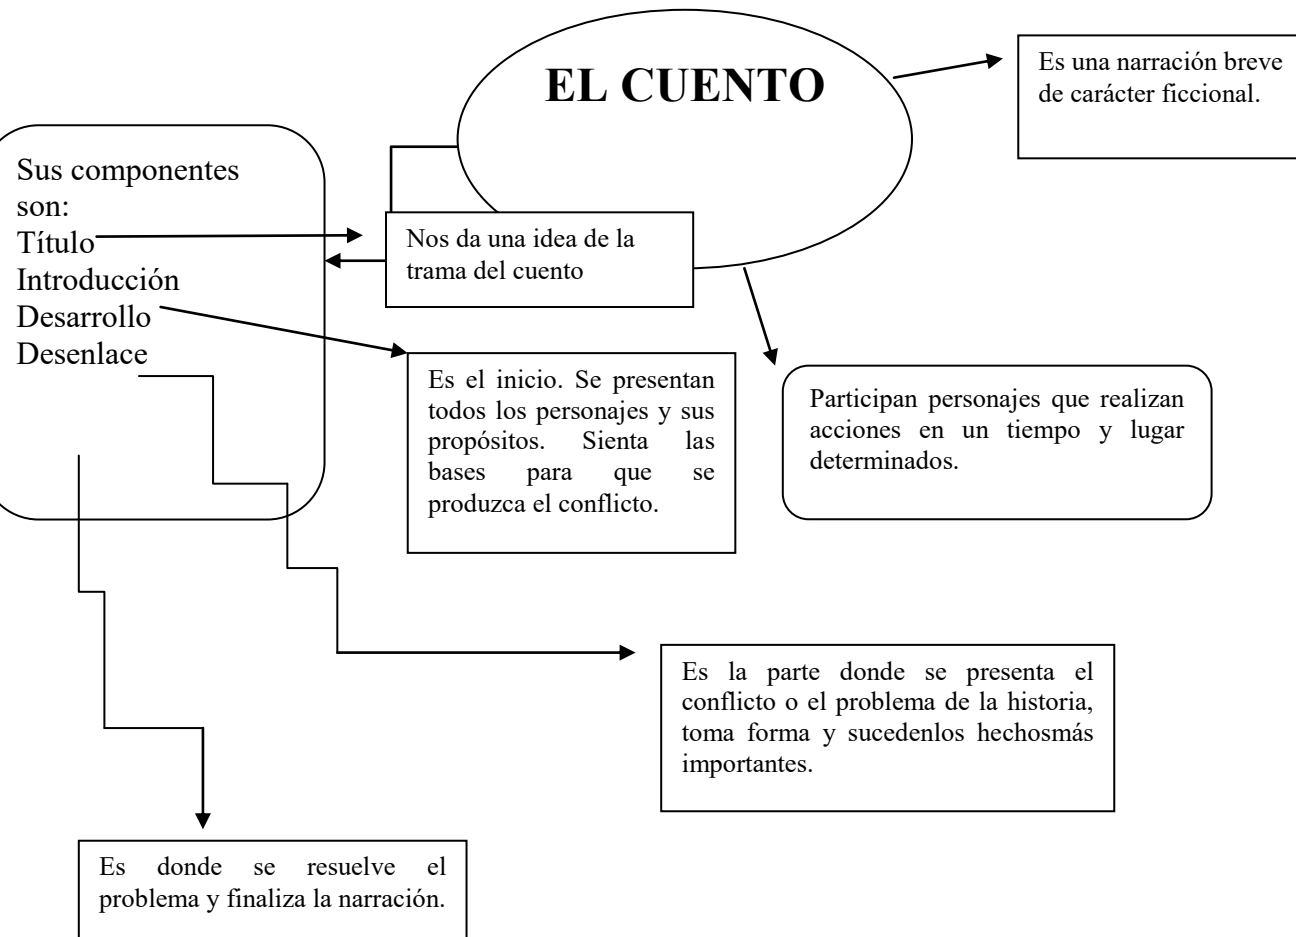 EL CUENTO
Es una narración breve
de carácter ficcional.
Sus componentes
son:
Título
Introducción
Desarrollo
Desenlace
Nos da una idea de la
trama del cuento
Es el inicio. Se presentan
todos los personajes y sus
propósitos. Sienta las
bases para que se
produzca el conflicto.
Participan personajes que realizan
acciones en un tiempo y lugar
determinados.
Es la parte donde se presenta el
conflicto o el problema de la historia,
toma forma y sucedenlos hechosmás
importantes.
Es donde se resuelve el
problema y finaliza la narración.